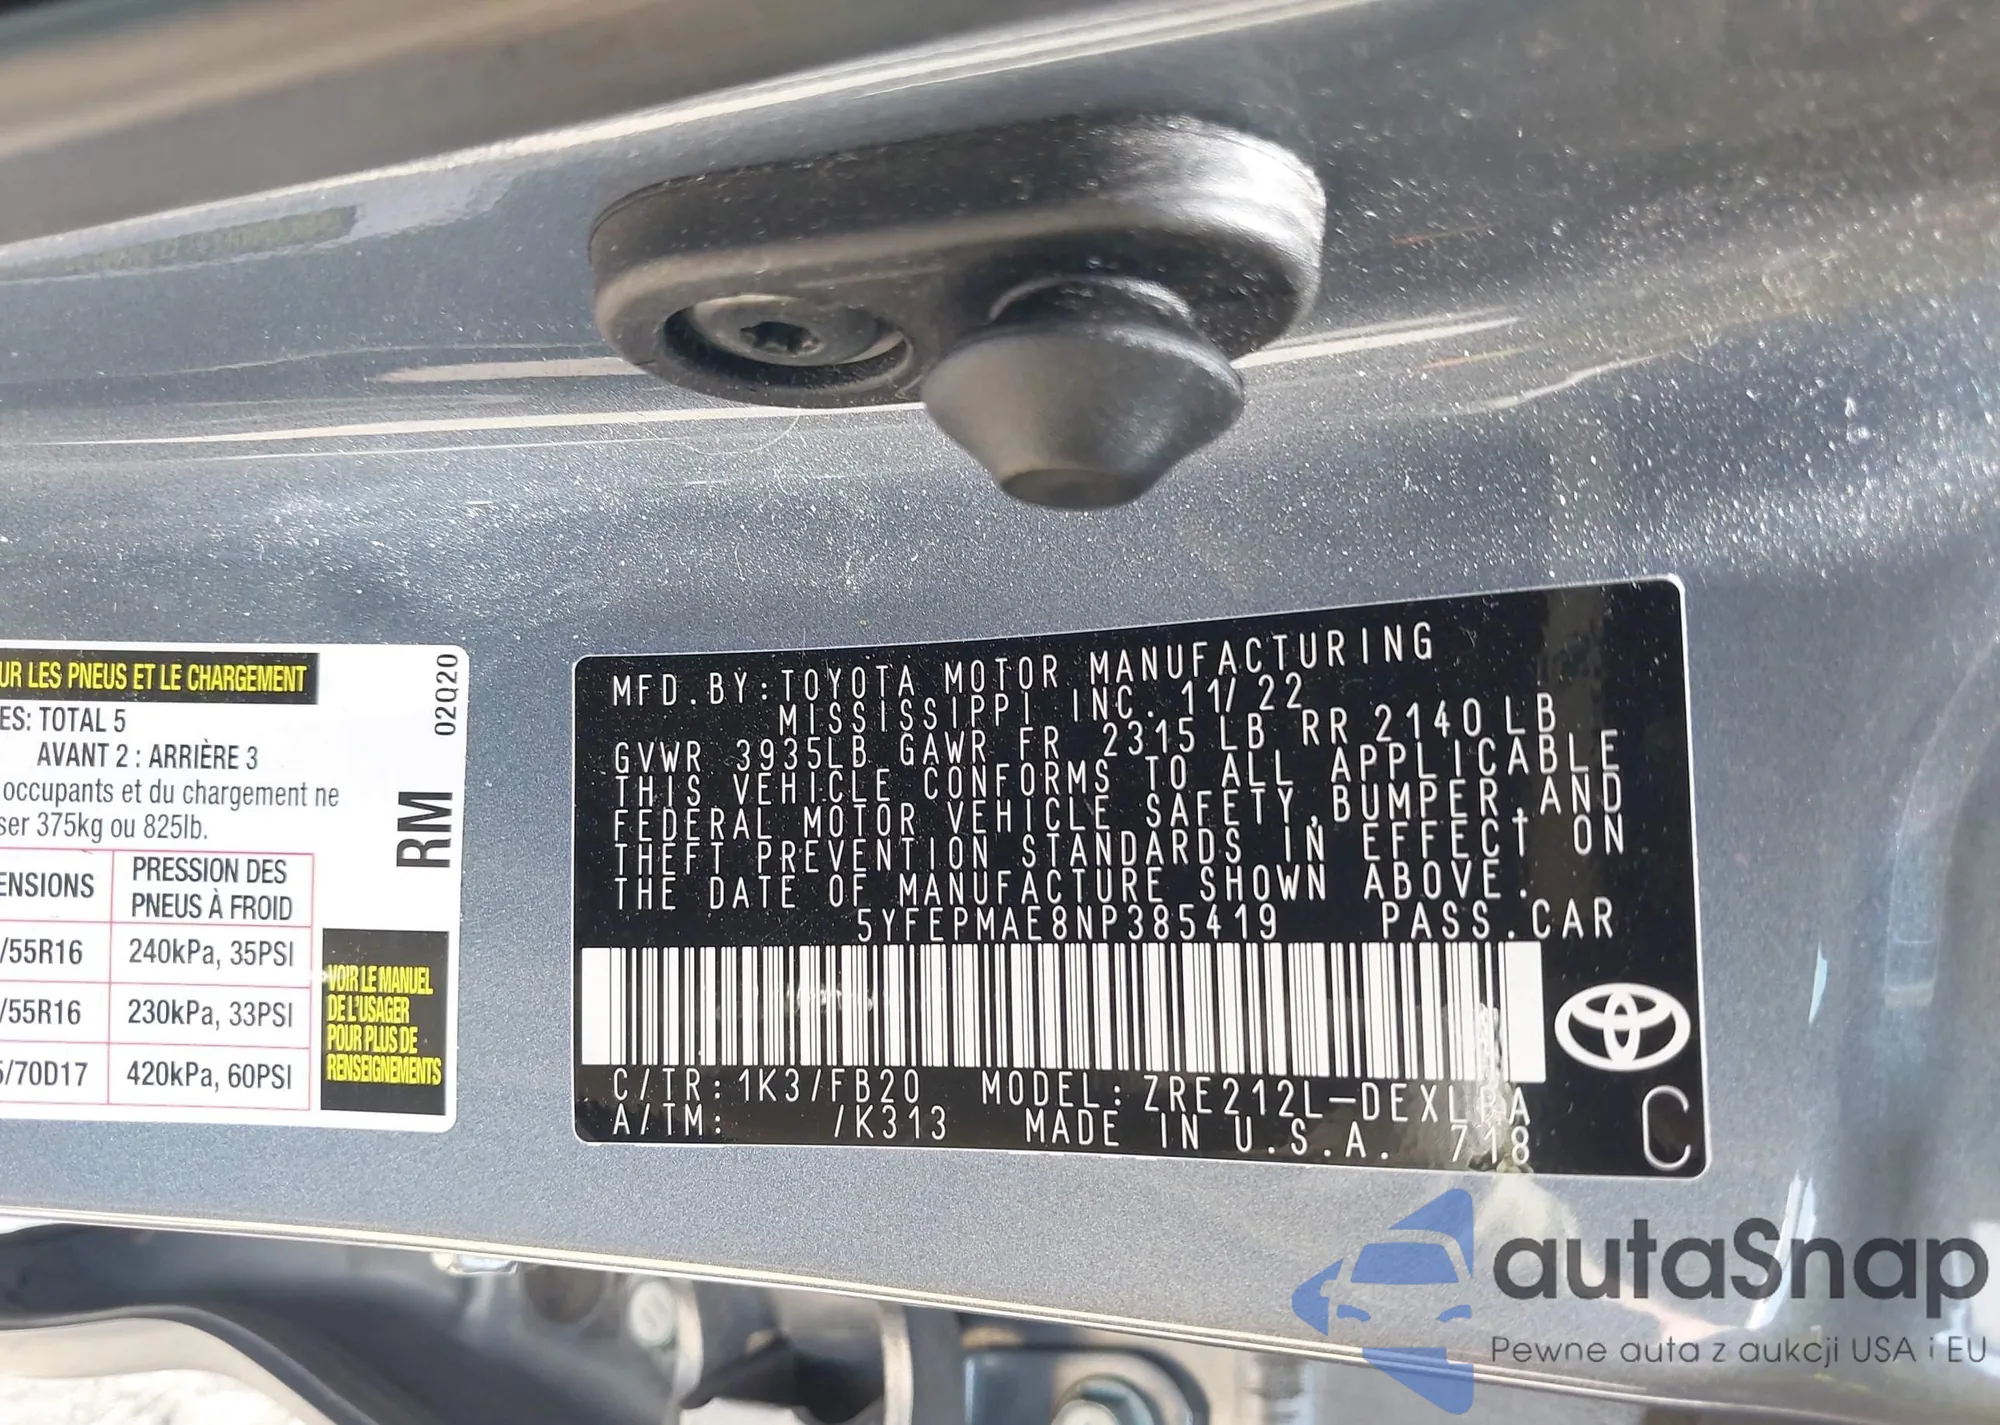 UR LES PNEUS ET LE CHARGEMENT
ES: TOTAL 5
AVANT 2 : ARRIÈRE 3
occupants et du chargement ne
ser 375kg ou 825lb.
ENSIONS PRESSION DES PNEUS À FROID
/55R16 240kPa, 35PSI
/55R16 230kPa, 33PSI
/70D17 420kPa, 60PSI
02Q20
RM
VOIR LE MANUEL
DE L'USAGER
POUR PLUS DE
RENSEIGNEMENTS
MFD.BY:TOYOTA MOTOR MANUFACTURING
MISSISSIPPI INC. 11/22
GVWR 3935LB GAWR FR 2315LB RR 2140LB
THIS VEHICLE CONFORMS TO ALL APPLICABLE
FEDERAL MOTOR VEHICLE SAFETY,BUMPER,AND
THEFT PREVENTION STANDARDS IN EFFECT ON
THE DATE OF MANUFACTURE SHOWN ABOVE.
5YFEPMAE8NP385419 PASS.CAR
C/TR:1K3/FB20 MODEL:ZRE212L-DEXLBA
A/TM: /K313 MADE IN U.S.A. 718
C
autaSnap
Pewne auta z aukcji USA i EU